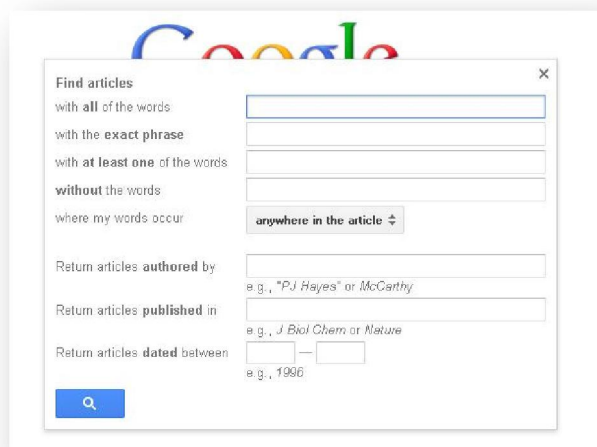 Google
Find articles
with all of the words
with the exact phrase
with at least one of the words
without the words
where my words occur
anywhere in the article
Return articles authored by
e.g., "PJ Hayes" or McCarthy
Return articles published in
e.g., J Biol Chem or Nature
Return articles dated between
—
e.g., 1996